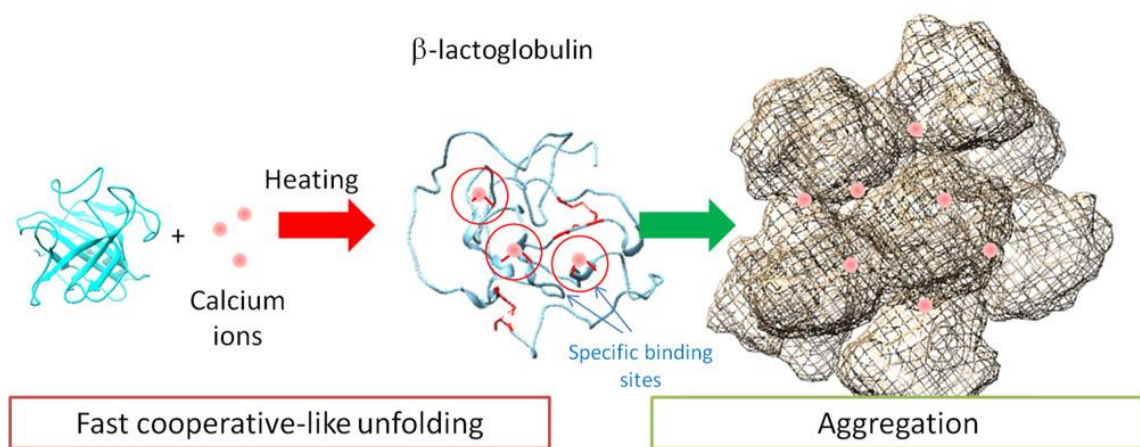 β-lactoglobulin
Heating
+
Calcium
ions
Specific binding
sites
Fast cooperative-like unfolding
Aggregation